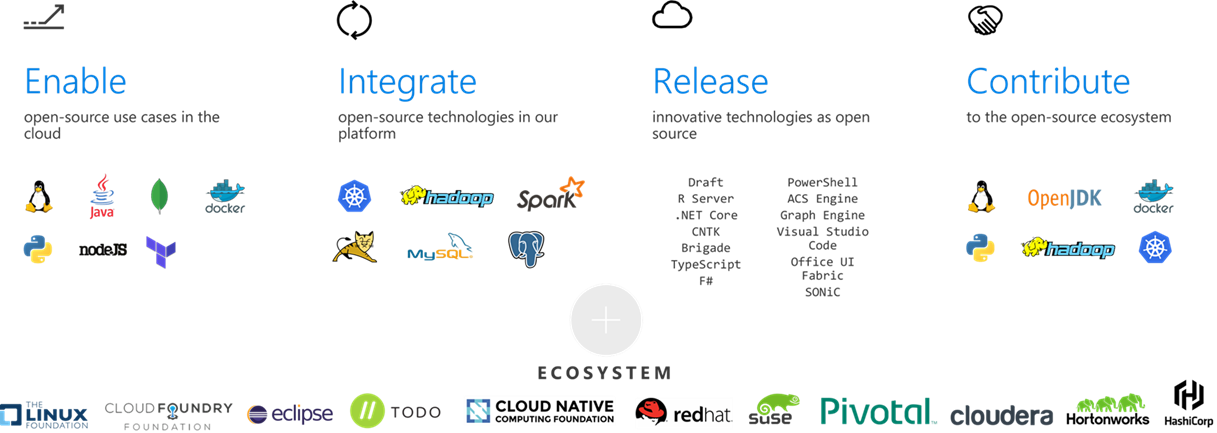 Enable
open-source use cases in the
cloud
Java
docker
nodeJS
Integrate
open-source technologies in our
platform
hadoop
Spark
MySQL
Release
innovative technologies as open
source
Draft
R Server
.NET Core
CNTK
Brigade
TypeScript
F#
PowerShell
ACS Engine
Graph Engine
Visual Studio
Code
Office UI
Fabric
SONiC
Contribute
to the open-source ecosystem
OpenJDK
docker
hadoop
ECOSYSTEM
THE
LINUX
FOUNDATION
CLOUD FOUNDRY
FOUNDATION
eclipse
TODO
CLOUD NATIVE
COMPUTING FOUNDATION
redhat.
SUSE
Pivotal™
cloudera
Hortonworks
HashiCorp